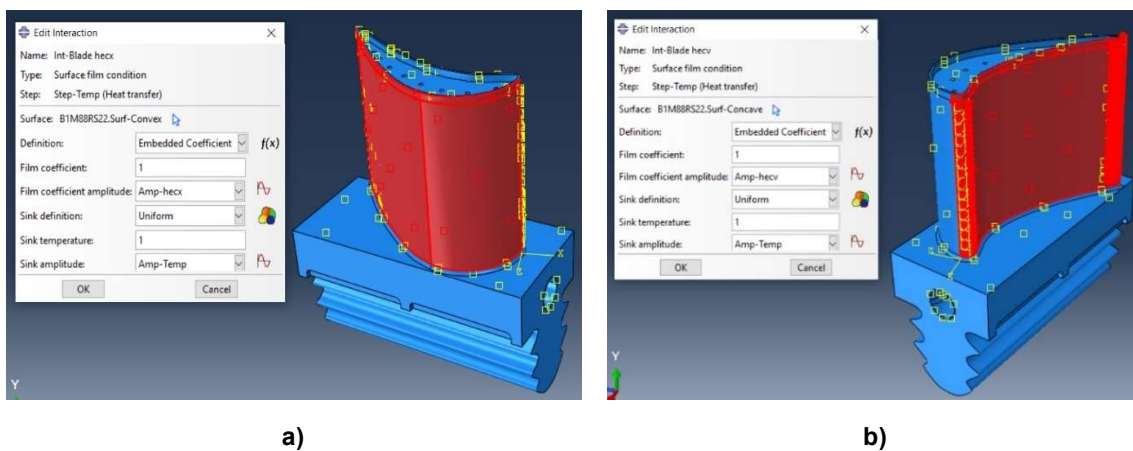 Edit Interaction
Name: Int-Blade hecx
Type: Surface film condition
Step: Step-Temp (Heat transfer)
Surface: B1M88RS22.Surf-Convex
Definition: Embedded Coefficient f(x)
Film coefficient: 1
Film coefficient amplitude: Amp-hecx
Sink definition: Uniform
Sink temperature: 1
Sink amplitude: Amp-Temp
OK Cancel
Y
a)
Edit Interaction
Name: Int-Blade hecv
Type: Surface film condition
Step: Step-Temp (Heat transfer)
Surface: B1M88RS22.Surf-Concave
Definition: Embedded Coefficient f(x)
Film coefficient: 1
Film coefficient amplitude: Amp-hecv
Sink definition: Uniform
Sink temperature: 1
Sink amplitude: Amp-Temp
OK Cancel
Y
b)